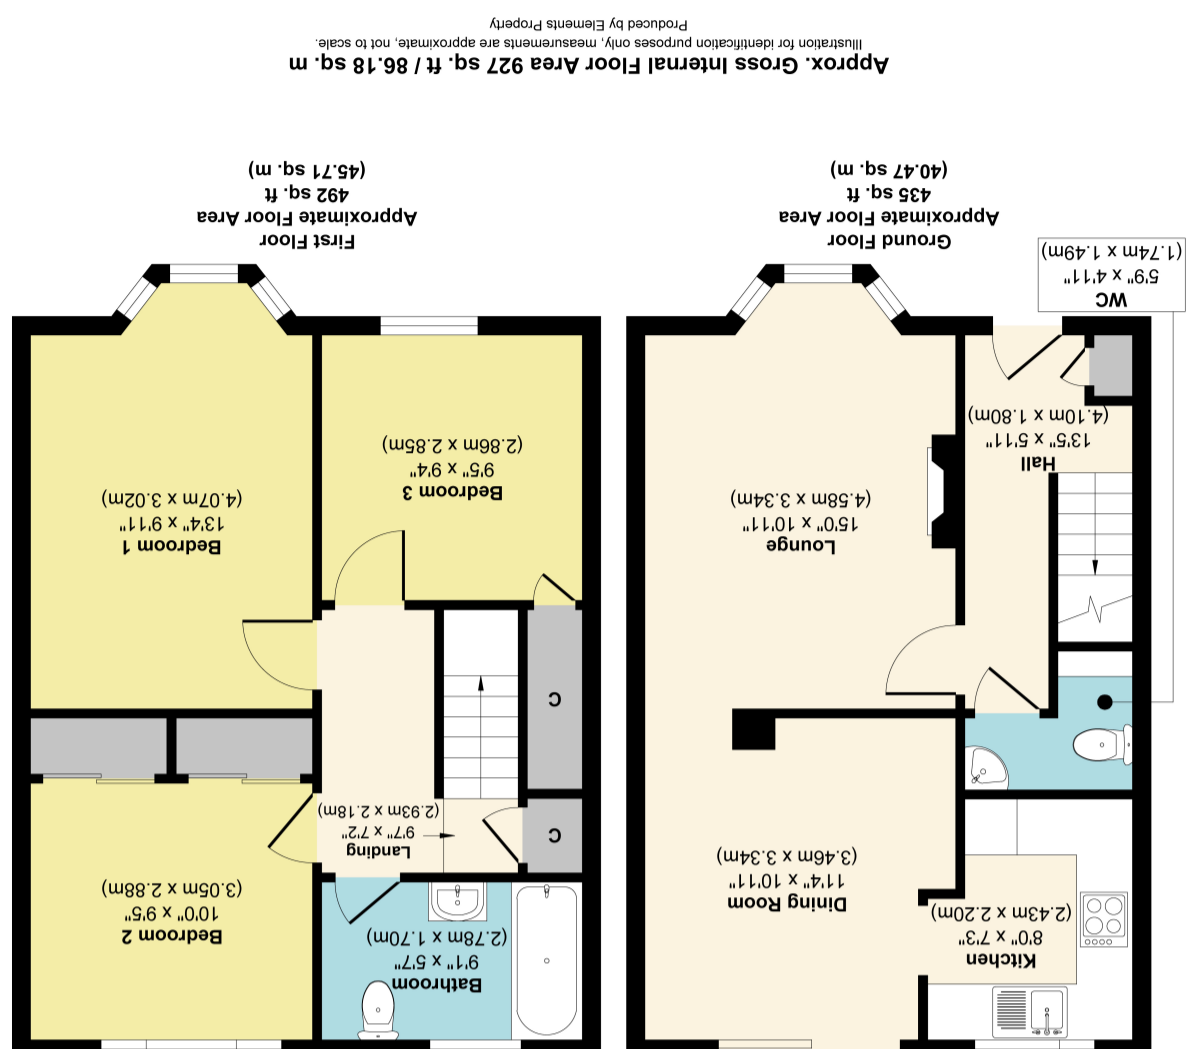 Kitchen
8'0" x 7'3"
(2.43m x 2.20m)
Dining Room
11'4" x 10'11"
(3.46m x 3.34m)
Lounge
15'0" x 10'11"
(4.58m x 3.34m)
Hall
13'5" x 5'11"
(4.10m x 1.80m)
WC
5'9" x 4'11"
(1.74m x 1.49m)
Ground Floor
Approximate Floor Area
435 sq. ft
(40.47 sq. m)
Bathroom
9'1" x 5'7"
(2.78m x 1.70m)
Bedroom 2
10'0" x 9'5"
(3.05m x 2.88m)
Landing
9'7" x 7'2"
(2.93m x 2.18m)
C
C
Bedroom 1
13'4" x 9'11"
(4.07m x 3.02m)
Bedroom 3
9'5" x 9'4"
(2.86m x 2.85m)
First Floor
Approximate Floor Area
492 sq. ft
(45.71 sq. m)
Approx. Gross Internal Floor Area 927 sq. ft / 86.18 sq. m
Illustration for identification purposes only, measurements are approximate, not to scale.
Produced by Elements Property